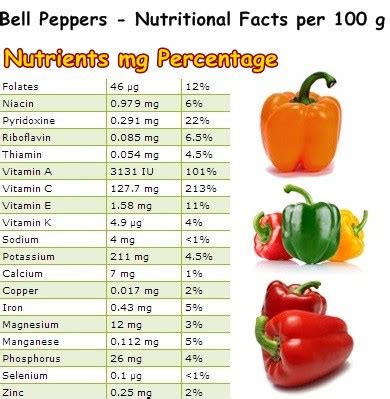 Bell Peppers - Nutritional Facts per 100 g
Nutrients mg Percentage
Folates 46 µg 12%
Niacin 0.979 mg 6%
Pyridoxine 0.291 mg 22%
Riboflavin 0.085 mg 6.5%
Thiamin 0.054 mg 4.5%
Vitamin A 3131 IU 101%
Vitamin C 127.7 mg 213%
Vitamin E 1.58 mg 11%
Vitamin K 4.9 µg 4%
Sodium 4 mg <1%
Potassium 211 mg 4.5%
Calcium 7 mg 1%
Copper 0.017 mg 2%
Iron 0.43 mg 5%
Magnesium 12 mg 3%
Manganese 0.112 mg 5%
Phosphorus 26 mg 4%
Selenium 0.1 µg <1%
Zinc 0.25 mg 2%